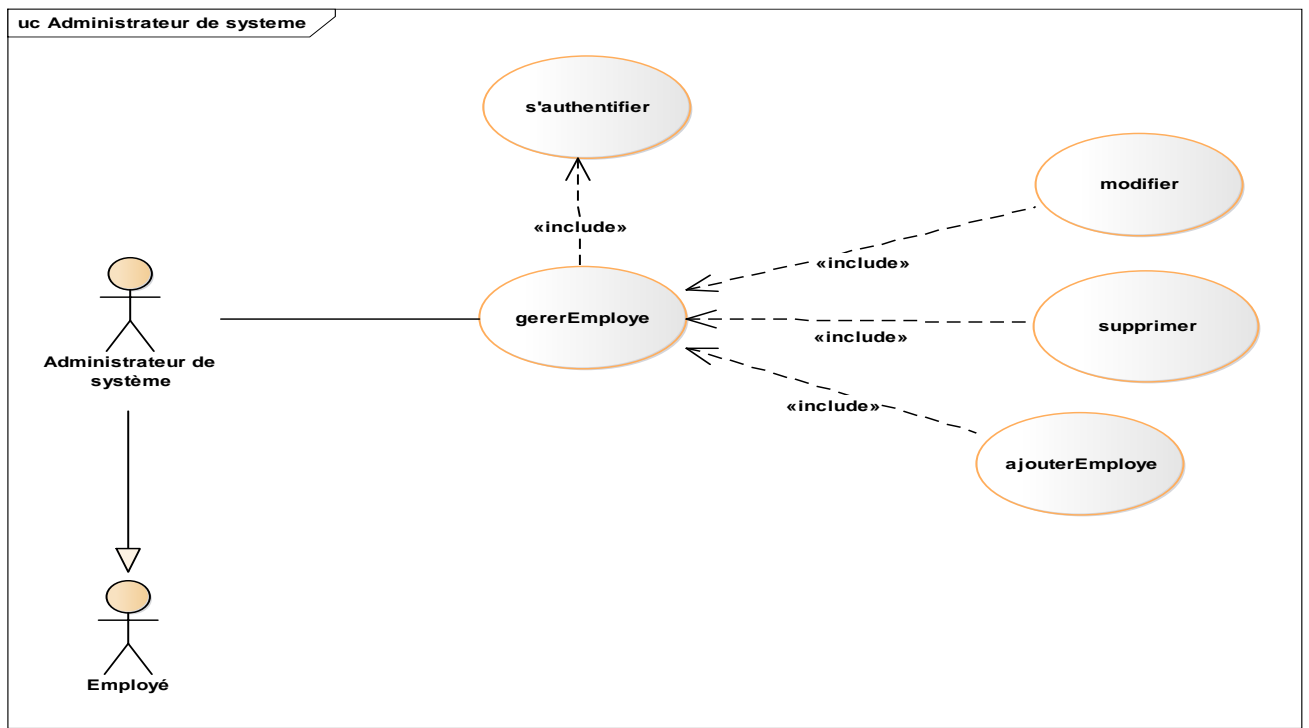 uc Administrateur de systeme
s'authentifier
modifier
«include»
«include»
gererEmploye
supprimer
«include»
Administrateur de
système
«include»
ajouterEmploye
Employé